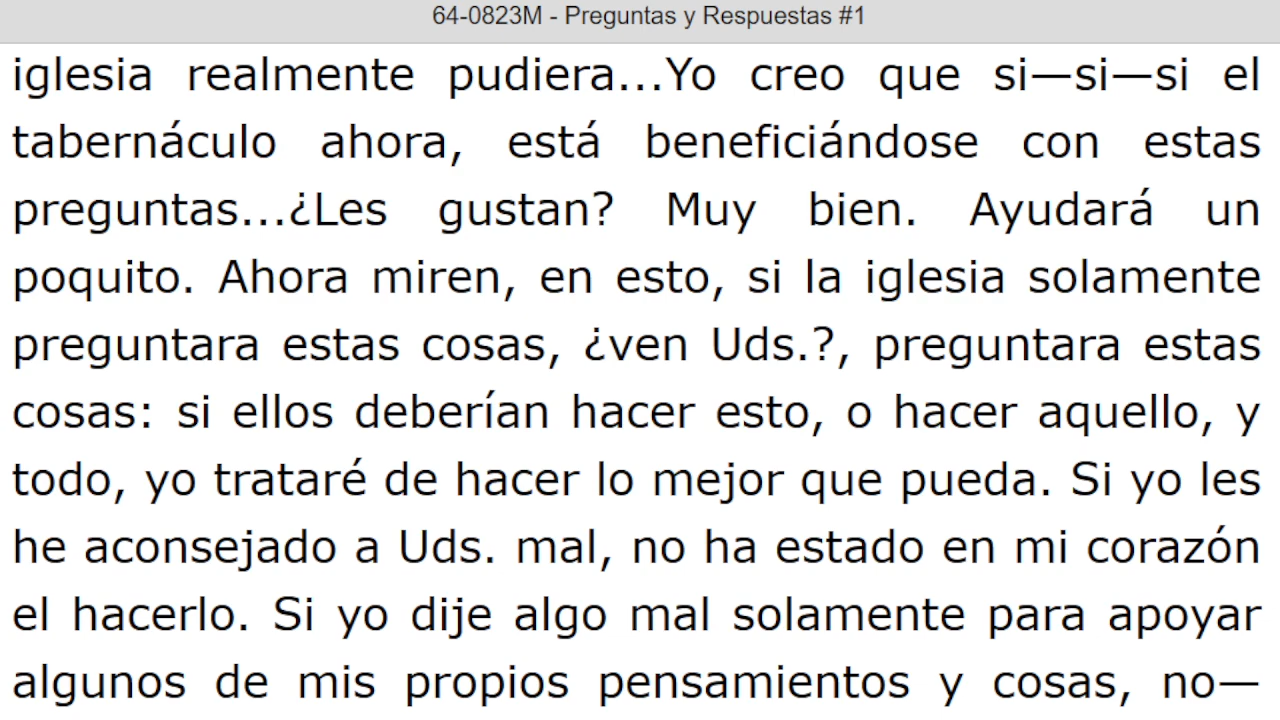 64-0823M - Preguntas y Respuestas #1
iglesia realmente pudiera...Yo creo que si—si—si el
tabernáculo ahora, está beneficiándose con estas
preguntas...¿Les gustan? Muy bien. Ayudará un
poquito. Ahora miren, en esto, si la iglesia solamente
preguntara estas cosas, ¿ven Uds.?, preguntara estas
cosas: si ellos deberían hacer esto, o hacer aquello, y
todo, yo trataré de hacer lo mejor que pueda. Si yo les
he aconsejado a Uds. mal, no ha estado en mi corazón
el hacerlo. Si yo dije algo mal solamente para apoyar
algunos de mis propios pensamientos y cosas, no—